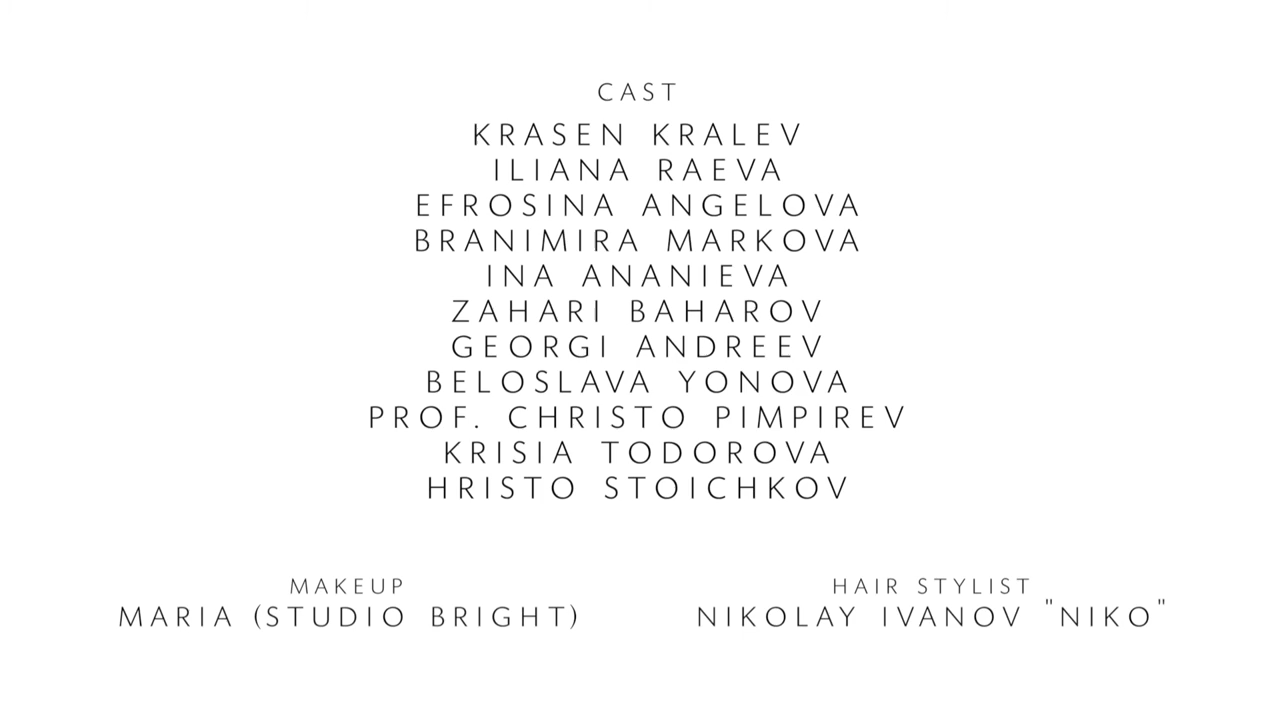 CAST
KRASEN KRALEV
ILIANA RAEVA
EFROSINA ANGELOVA
BRANIMIRA MARKOVA
INA ANANIEVA
ZAHARI BAHAROV
GEORGI ANDREEV
BELOSLAVA YONOVA
PROF. CHRISTO PIMPIREV
KRISIA TODOROVA
HRISTO STOICHKOV
MAKEUP
MARIA (STUDIO BRIGHT)
HAIR STYLIST
NIKOLAY IVANOV "NIKO"